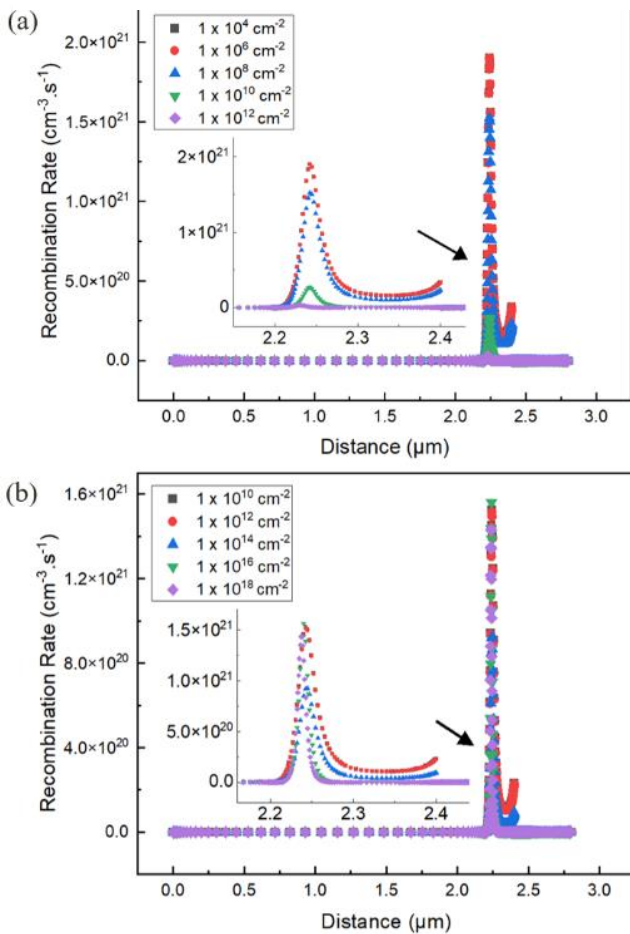 (a)
1 x 10⁴ cm⁻²
1 x 10⁶ cm⁻²
1 x 10⁸ cm⁻²
1 x 10¹⁰ cm⁻²
1 x 10¹² cm⁻²
2.0×10²¹
1.5×10²¹
1.0×10²¹
5.0×10²⁰
0.0
Recombination Rate (cm⁻³.s⁻¹)
2×10²¹
1×10²¹
0
2.2 2.3 2.4
0.0 0.5 1.0 1.5 2.0 2.5 3.0
Distance (µm)
(b)
1 x 10¹⁰ cm⁻²
1 x 10¹² cm⁻²
1 x 10¹⁴ cm⁻²
1 x 10¹⁶ cm⁻²
1 x 10¹⁸ cm⁻²
1.6×10²¹
1.2×10²¹
8.0×10²⁰
4.0×10²⁰
0.0
Recombination Rate (cm⁻³.s⁻¹)
1.5×10²¹
1.0×10²¹
5.0×10²⁰
0.0
2.2 2.3 2.4
0.0 0.5 1.0 1.5 2.0 2.5 3.0
Distance (µm)